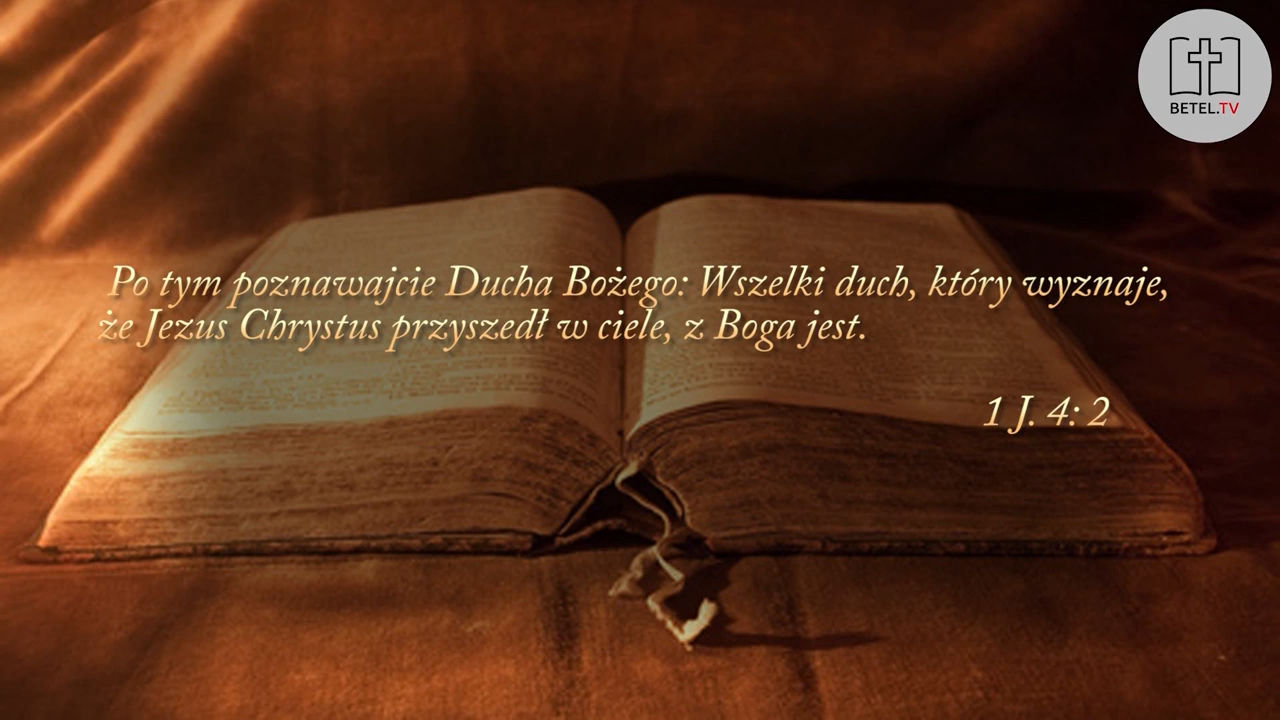 BETEL.TV
Po tym poznawajcie Ducha Bożego: Wszelki duch, który wyznaje,
że Jezus Chrystus przyszedł w ciele, z Boga jest.
1 J. 4: 2